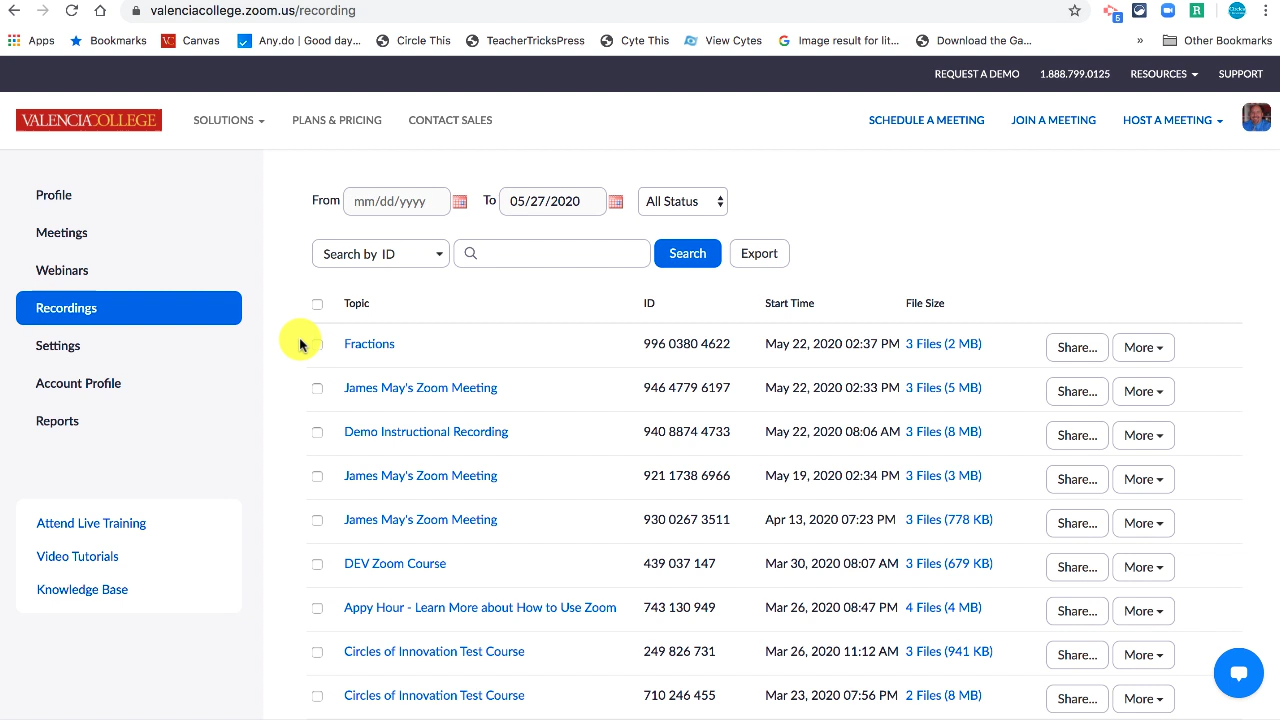 valenciacollege.zoom.us/recording
5
R
Apps Bookmarks VC Canvas Any.do | Good day... Circle This TeacherTricksPress Cyte This View Cytes G Image result for lit... Download the Ga... » Other Bookmarks
REQUEST A DEMO 1.888.799.0125 RESOURCES SUPPORT
VALENCIACOLLEGE SOLUTIONS PLANS & PRICING CONTACT SALES SCHEDULE A MEETING JOIN A MEETING HOST A MEETING
Profile
Meetings
Webinars
Recordings
Settings
Account Profile
Reports
Attend Live Training
Video Tutorials
Knowledge Base
From mm/dd/yyyy To 05/27/2020 All Status
Search by ID Search Export
Topic ID Start Time File Size
Fractions 996 0380 4622 May 22, 2020 02:37 PM 3 Files (2 MB) Share... More
James May's Zoom Meeting 946 4779 6197 May 22, 2020 02:33 PM 3 Files (5 MB) Share... More
Demo Instructional Recording 940 8874 4733 May 22, 2020 08:06 AM 3 Files (8 MB) Share... More
James May's Zoom Meeting 921 1738 6966 May 19, 2020 02:34 PM 3 Files (3 MB) Share... More
James May's Zoom Meeting 930 0267 3511 Apr 13, 2020 07:23 PM 3 Files (778 KB) Share... More
DEV Zoom Course 439 037 147 Mar 30, 2020 08:07 AM 3 Files (679 KB) Share... More
Appy Hour - Learn More about How to Use Zoom 743 130 949 Mar 26, 2020 08:47 PM 4 Files (4 MB) Share... More
Circles of Innovation Test Course 249 826 731 Mar 26, 2020 11:12 AM 3 Files (941 KB) Share... More
Circles of Innovation Test Course 710 246 455 Mar 23, 2020 07:56 PM 2 Files (8 MB) Share... More